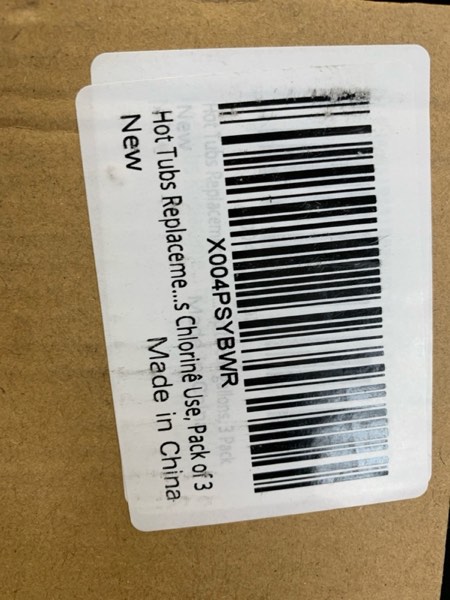 X004PSYBWR
Hot Tubs Replaceme...s Chlorinê Use, Pack of 3
New
Made in China